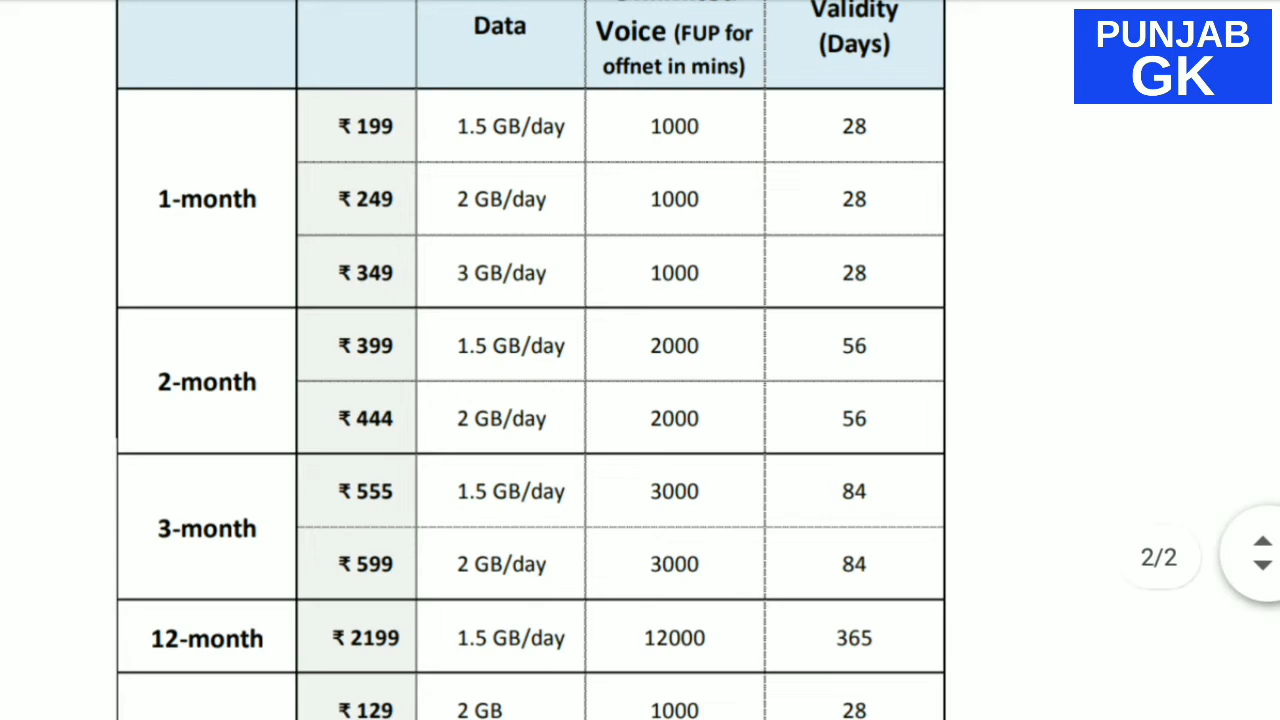 Data
Voice (FUP for
offnet in mins)
Validity
(Days)
PUNJAB
GK
1-month
₹ 199 1.5 GB/day 1000 28
₹ 249 2 GB/day 1000 28
₹ 349 3 GB/day 1000 28
2-month
₹ 399 1.5 GB/day 2000 56
₹ 444 2 GB/day 2000 56
3-month
₹ 555 1.5 GB/day 3000 84
₹ 599 2 GB/day 3000 84
12-month ₹ 2199 1.5 GB/day 12000 365
₹ 129 2 GB 1000 28
2/2